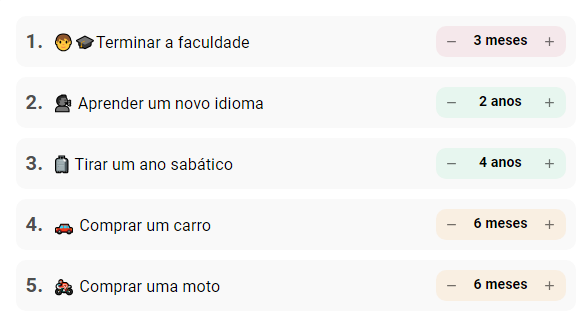 1. 🧑🎓Terminar a faculdade − 3 meses +
2. 🗣 Aprender um novo idioma − 2 anos +
3. 🧳 Tirar um ano sabático − 4 anos +
4. 🚗 Comprar um carro − 6 meses +
5. 🏍 Comprar uma moto − 6 meses +